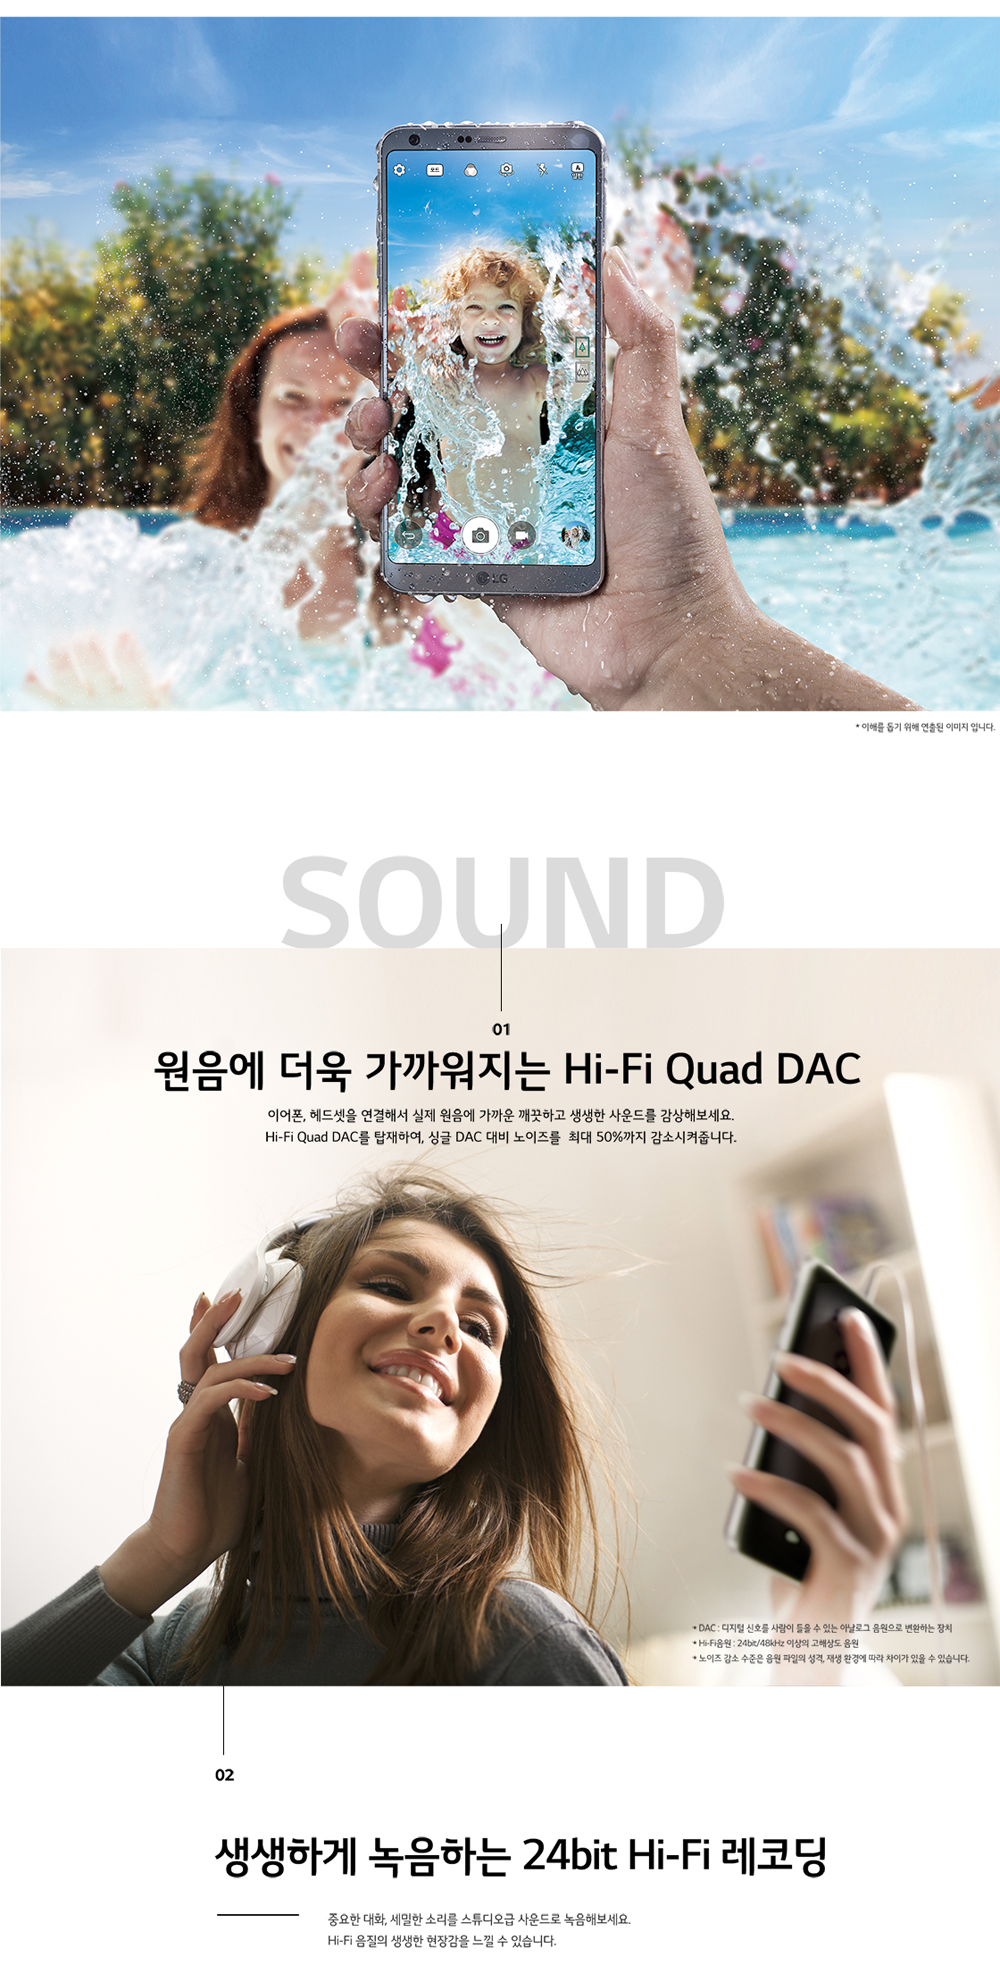 모드
A
일반
LG
* 이해를 돕기 위해 연출된 이미지 입니다.
SOUND
01
원음에 더욱 가까워지는 Hi-Fi Quad DAC
이어폰, 헤드셋을 연결해서 실제 원음에 가까운 깨끗하고 생생한 사운드를 감상해보세요.
Hi-Fi Quad DAC를 탑재하여, 싱글 DAC 대비 노이즈를 최대 50%까지 감소시켜줍니다.
* DAC : 디지털 신호를 사람이 들을 수 있는 아날로그 음원으로 변환하는 장치
* Hi-Fi음원 : 24bit/48kHz 이상의 고해상도 음원
* 노이즈 감소 수준은 음원 파일의 성격, 재생 환경에 따라 차이가 있을 수 있습니다.
02
생생하게 녹음하는 24bit Hi-Fi 레코딩
중요한 대화, 세밀한 소리를 스튜디오급 사운드로 녹음해보세요.
Hi-Fi 음질의 생생한 현장감을 느낄 수 있습니다.